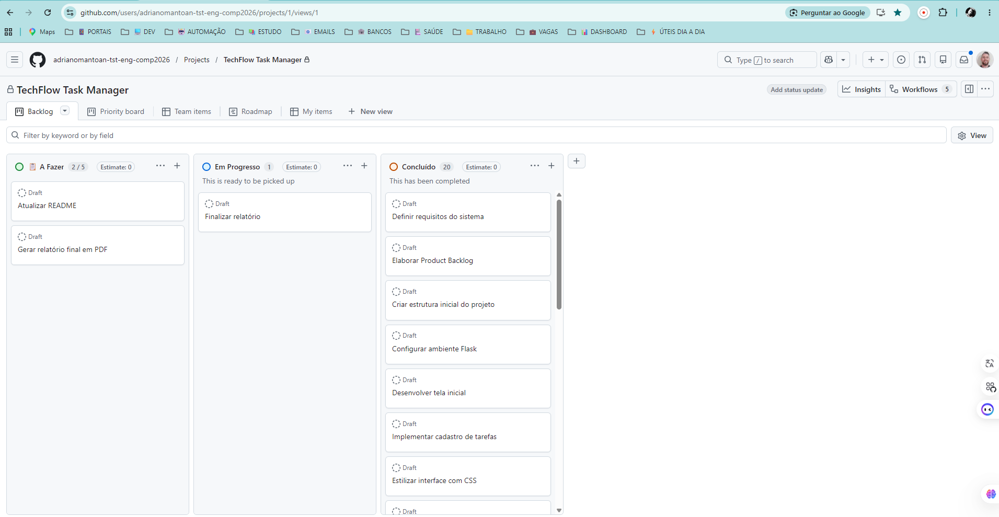 github.com/users/adrianomantoan-tst-eng-comp2026/projects/1/views/1
Perguntar ao Google
Maps PORTAIS DEV AUTOMAÇÃO ESTUDO EMAILS BANCOS SAÚDE TRABALHO VAGAS DASHBOARD ÚTEIS DIA A DIA
adrianomantoan-tst-eng-comp2026 / Projects / TechFlow Task Manager
Type / to search
TechFlow Task Manager
Add status update
Insights
Workflows 5
Backlog
Priority board
Team items
Roadmap
My items
New view
Filter by keyword or by field
View
A Fazer 2 / 5 Estimate: 0
Draft
Atualizar README
Draft
Gerar relatório final em PDF
Em Progresso 1 Estimate: 0
This is ready to be picked up
Draft
Finalizar relatório
Concluído 20 Estimate: 0
This has been completed
Draft
Definir requisitos do sistema
Draft
Elaborar Product Backlog
Draft
Criar estrutura inicial do projeto
Draft
Configurar ambiente Flask
Draft
Desenvolver tela inicial
Draft
Implementar cadastro de tarefas
Draft
Estilizar interface com CSS
Draft